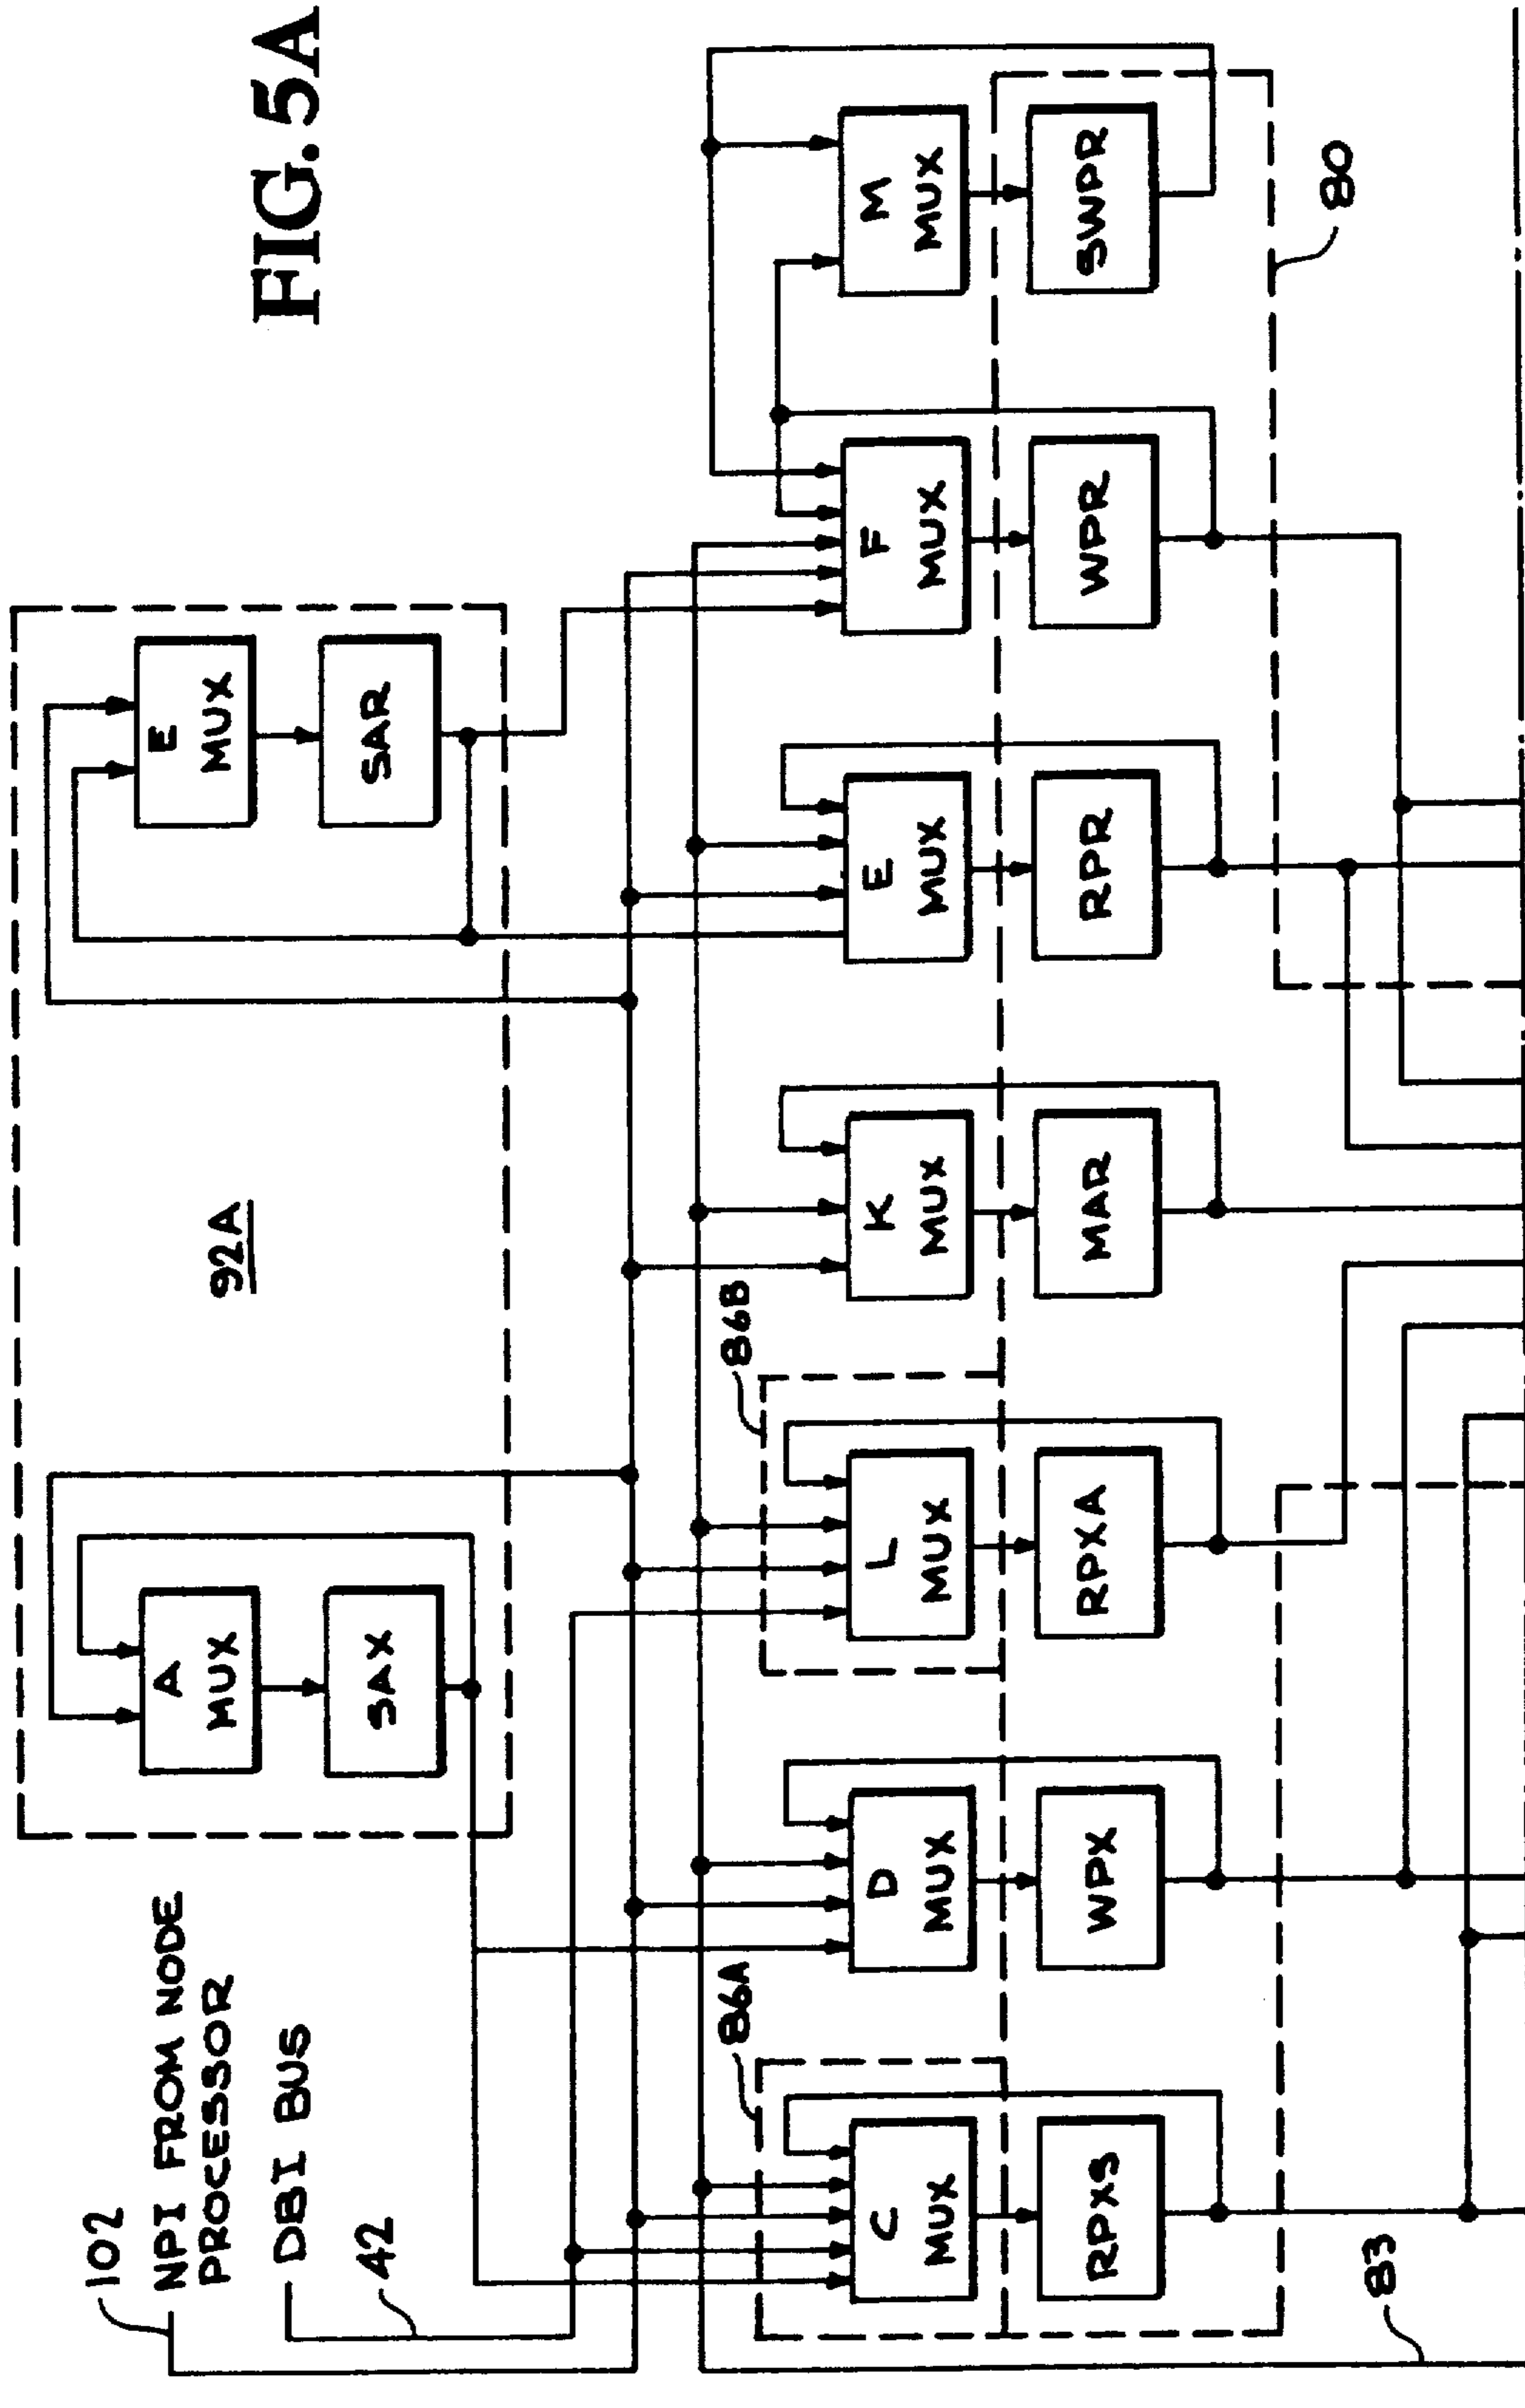 FIG. 5A
102
NPI FROM NODE
PROCESSOR
DBI BUS
42
92A
A
MUX
SAX
E
MUX
SAR
86A
86B
C
MUX
D
MUX
L
MUX
K
MUX
E
MUX
F
MUX
M
MUX
RPXS
WPX
RPXA
MAR
RPR
WPR
SWPR
80
83